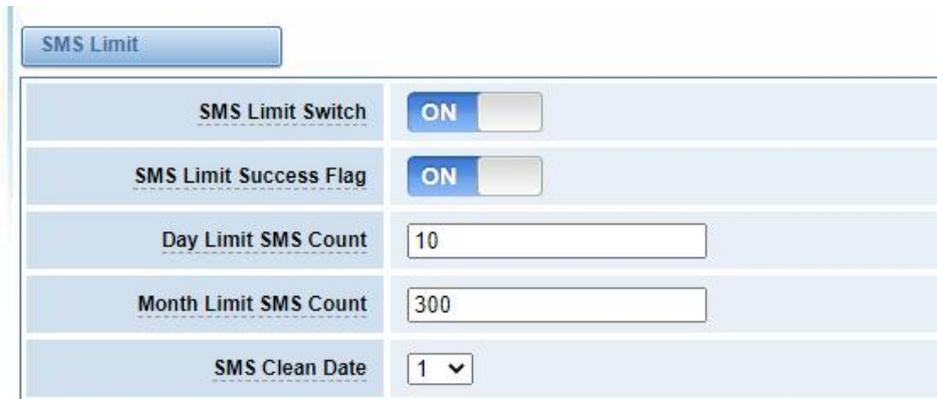 SMS Limit
SMS Limit Switch ON
SMS Limit Success Flag ON
Day Limit SMS Count 10
Month Limit SMS Count 300
SMS Clean Date 1